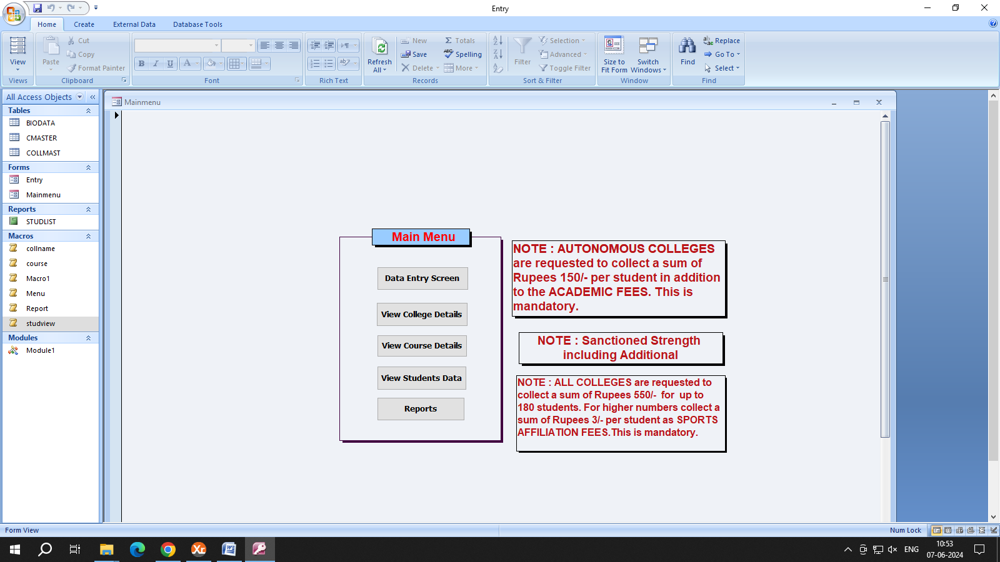 Entry
Home
Create
External Data
Database Tools
View
Views
Paste
Cut
Copy
Format Painter
Clipboard
B I U A
Font
Rich Text
Refresh
All
New
Save
Delete
Totals
Spelling
More
Records
Filter
Selection
Advanced
Toggle Filter
Sort & Filter
Size to
Fit Form
Switch
Windows
Window
Find
Replace
Go To
Select
Find
All Access Objects
Tables
BIODATA
CMASTER
COLLMAST
Forms
Entry
Mainmenu
Reports
STUDLIST
Macros
collname
course
Macro1
Menu
Report
studview
Modules
Module1
Mainmenu
Main Menu
Data Entry Screen
View College Details
View Course Details
View Students Data
Reports
NOTE : AUTONOMOUS COLLEGES
are requested to collect a sum of
Rupees 150/- per student in addition
to the ACADEMIC FEES. This is
mandatory.
NOTE : Sanctioned Strength
including Additional
NOTE : ALL COLLEGES are requested to
collect a sum of Rupees 550/-  for  up to
180 students. For higher numbers collect a
sum of Rupees 3/- per student as SPORTS
AFFILIATION FEES.This is mandatory.
Form View
Num Lock
ENG
10:53
07-06-2024